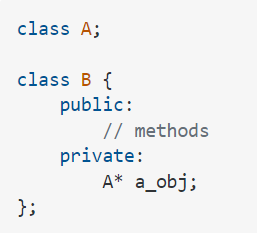 class A;
class B {
    public:
        // methods
    private:
        A* a_obj;
};